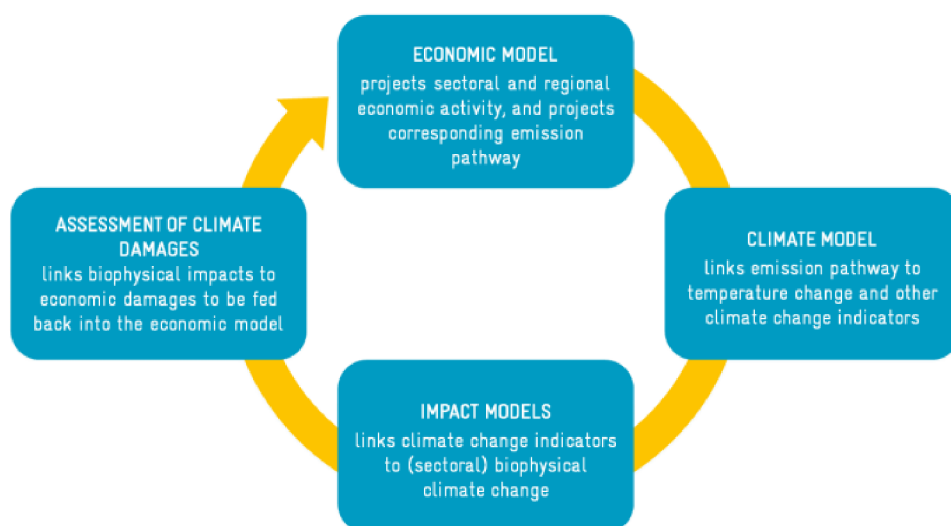 ECONOMIC MODEL
projects sectoral and regional
economic activity, and projects
corresponding emission
pathway
ASSESSMENT OF CLIMATE
DAMAGES
links biophysical impacts to
economic damages to be fed
back into the economic model
CLIMATE MODEL
links emission pathway to
temperature change and other
climate change indicators
IMPACT MODELS
links climate change indicators
to (sectoral) biophysical
climate change